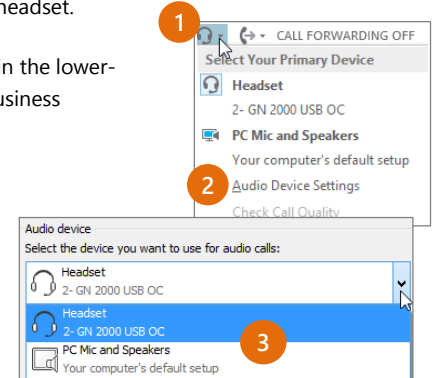 headset.
in the lower-
usiness
1
CALL FORWARDING OFF
Select Your Primary Device
Headset
2- GN 2000 USB OC
PC Mic and Speakers
Your computer's default setup
2
Audio Device Settings
Check Call Quality
Audio device
Select the device you want to use for audio calls:
Headset
2- GN 2000 USB OC
Headset
2- GN 2000 USB OC
3
PC Mic and Speakers
Your computer's default setup